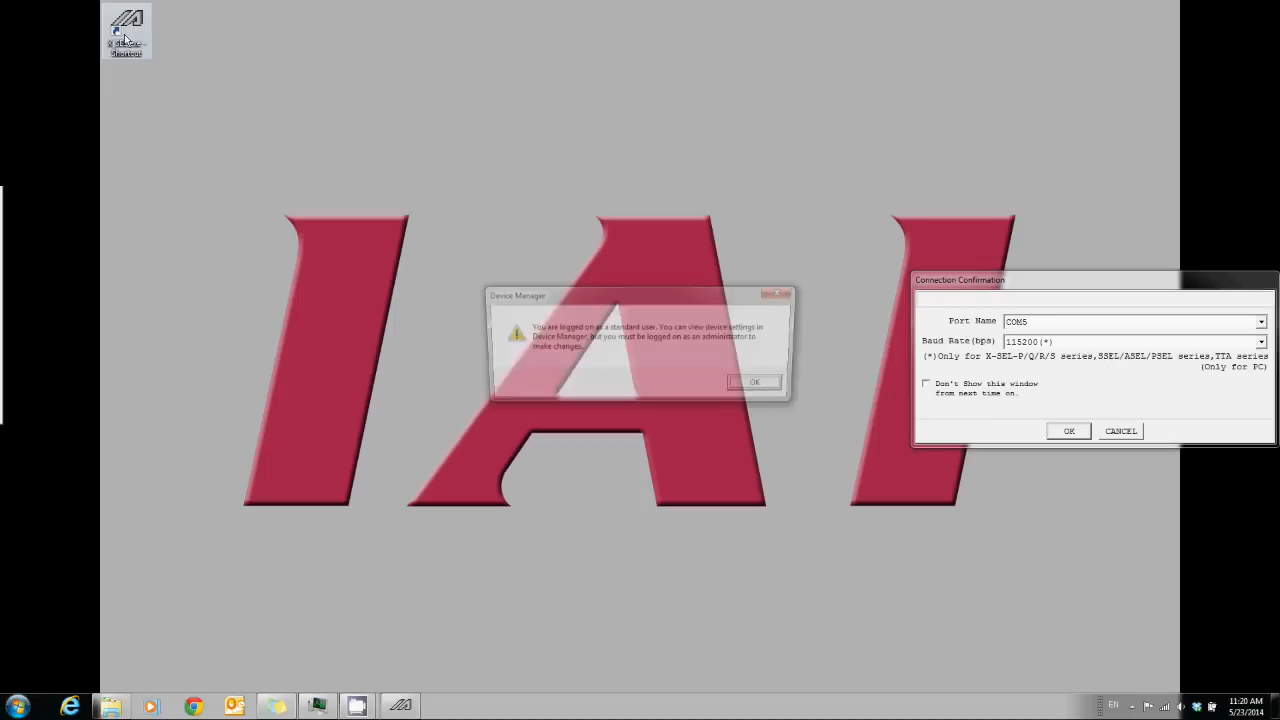 X_SEL.exe -
Shortcut
IAI
Device Manager
You are logged on as a standard user. You can view device settings in
Device Manager, but you must be logged on as an administrator to
make changes.
OK
Connection Confirmation
Port Name COM5
Baud Rate(bps) 115200(*)
(*)Only for X-SEL-P/Q/R/S series,SSEL/ASEL/PSEL series,TTA series
(Only for PC)
Don't Show this window
from next time on.
OK CANCEL
EN
11:20 AM
5/23/2014